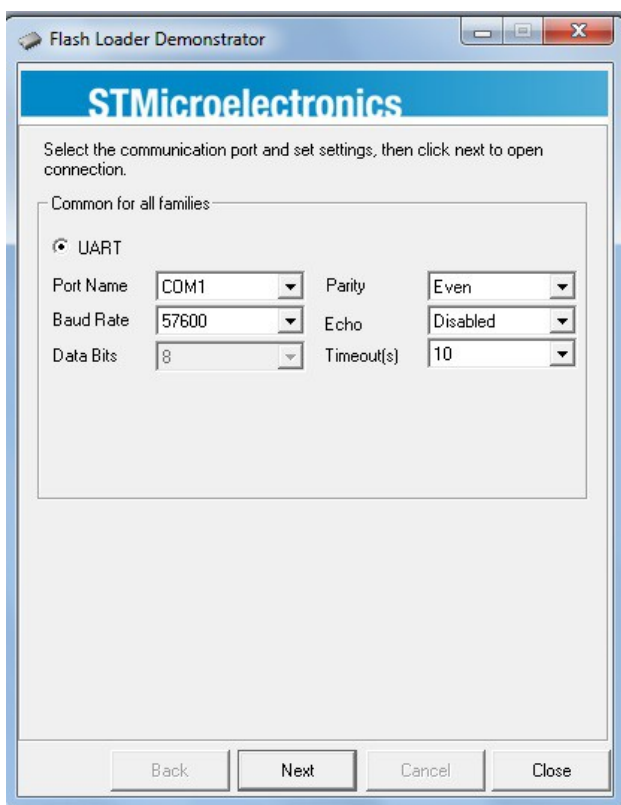 Flash Loader Demonstrator
STMicroelectronics
Select the communication port and set settings, then click next to open
connection.
Common for all families
UART
Port Name COM1 Parity Even
Baud Rate 57600 Echo Disabled
Data Bits 8 Timeout(s) 10
Back Next Cancel Close